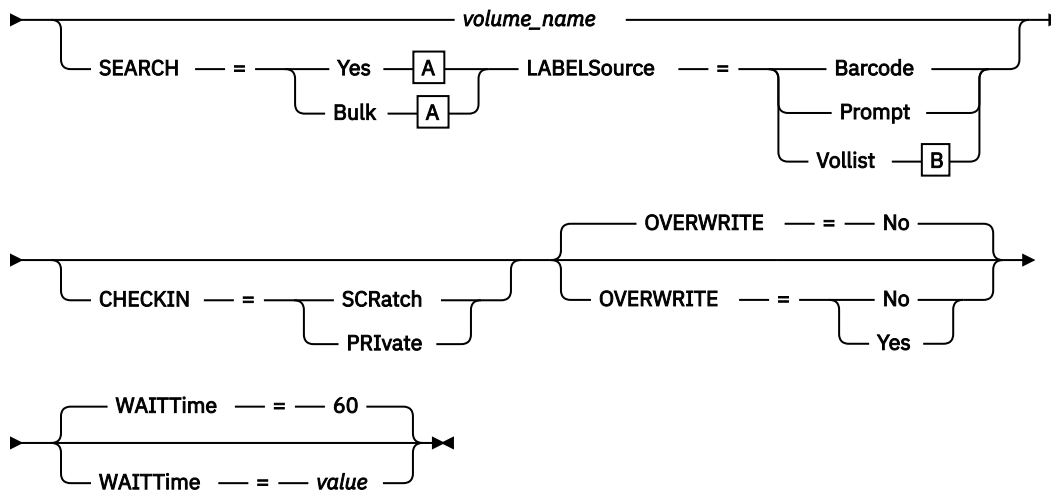 volume_name
SEARCH = Yes A LABELSource = Barcode
Bulk A Prompt
Vollist B
OVERWRITE = No
CHECKIN = SCRatch OVERWRITE = No
PRIvate Yes
WAITTime = 60
WAITTime = value